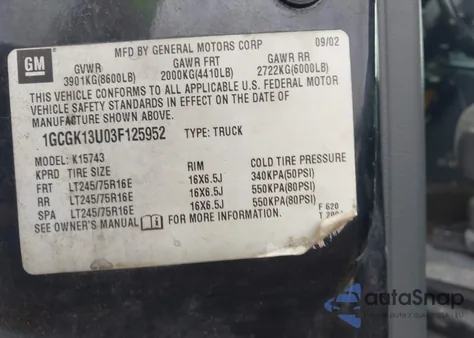 GM
MFD BY GENERAL MOTORS CORP 09/02
GVWR GAWR FRT GAWR RR
3901KG(8600LB) 2000KG(4410LB) 2722KG(6000LB)
THIS VEHICLE CONFORMS TO ALL APPLICABLE U.S. FEDERAL MOTOR
VEHICLE SAFETY STANDARDS IN EFFECT ON THE DATE OF
MANUFACTURE SHOWN ABOVE.
1GCGK13U03F125952 TYPE: TRUCK
MODEL: K15743
KPRD TIRE SIZE RIM COLD TIRE PRESSURE
FRT LT245/75R16E 16X6.5J 340KPA(50PSI)
RR LT245/75R16E 16X6.5J 550KPA(80PSI)
SPA LT245/75R16E 16X6.5J 550KPA(80PSI)
SEE OWNER'S MANUAL FOR MORE INFORMATION.
F 620
autoSnap